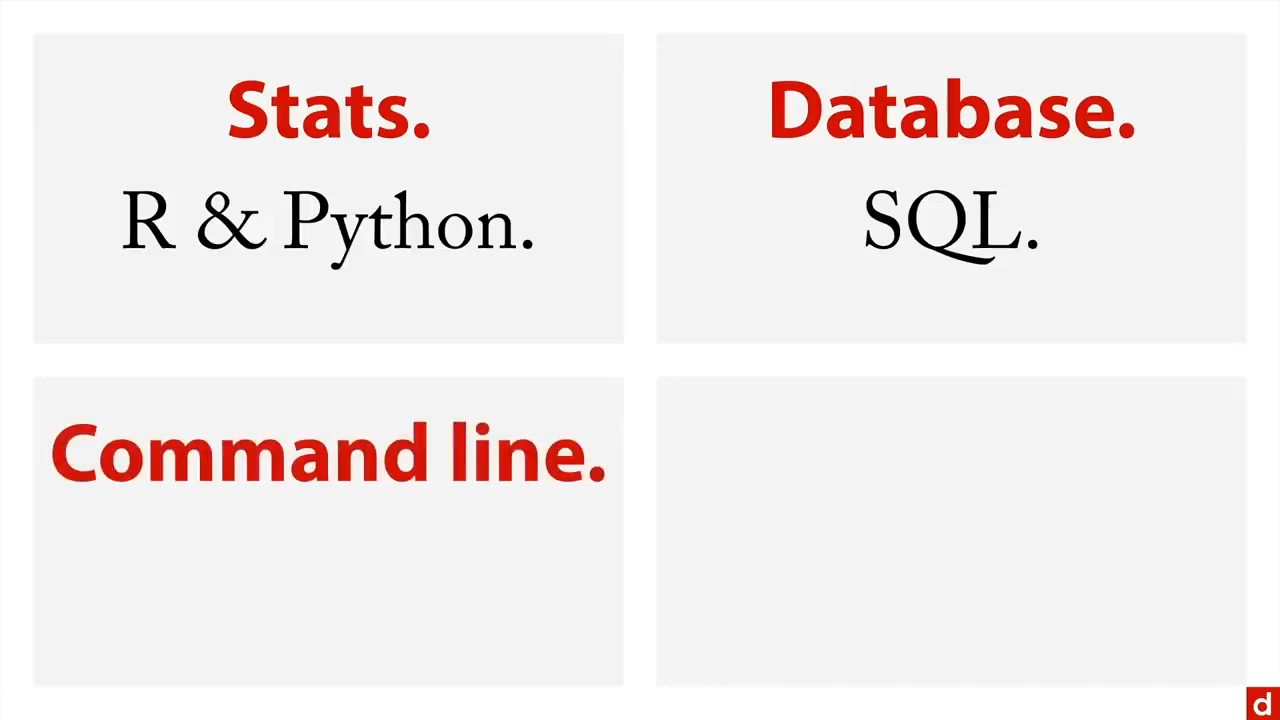 Stats.
R & Python.
Database.
SQL.
Command line.
d